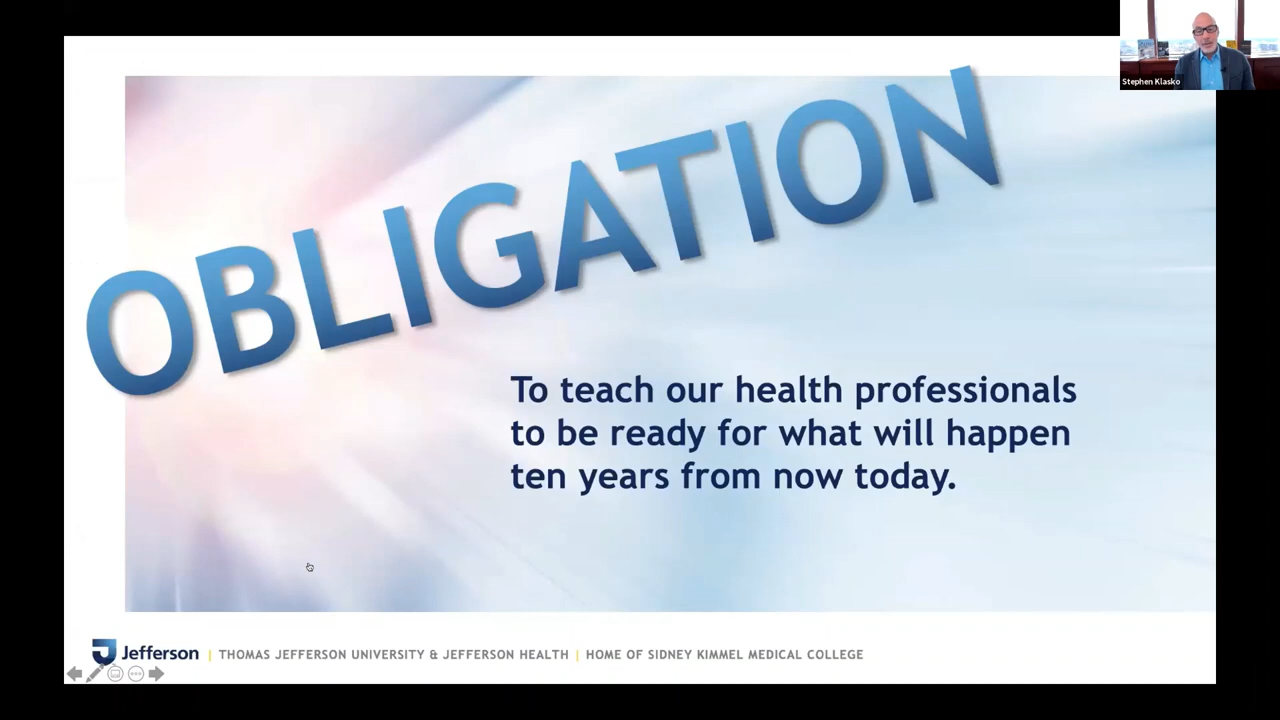 Stephen Klasko
OBLIGATION
To teach our health professionals
to be ready for what will happen
ten years from now today.
Jefferson | THOMAS JEFFERSON UNIVERSITY & JEFFERSON HEALTH | HOME OF SIDNEY KIMMEL MEDICAL COLLEGE